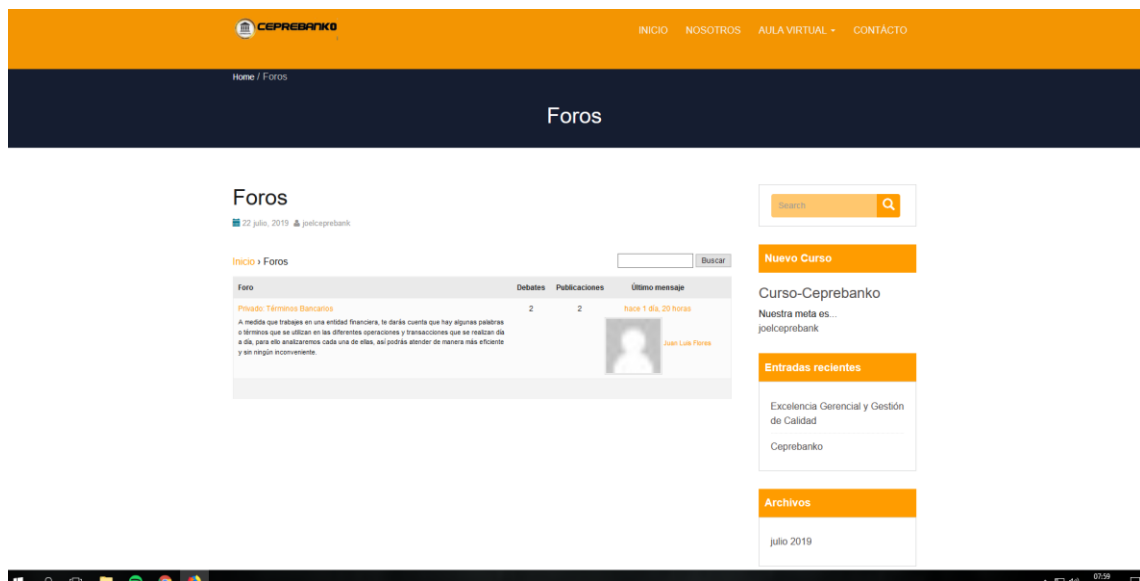 CEPREBANKO
INICIO NOSOTROS AULA VIRTUAL CONTÁCTO
Home / Foros
Foros
Foros
22 julio, 2019 joelceprebank
Inicio › Foros
Buscar
Foro Debates Publicaciones Último mensaje
Privado: Términos Bancarios 2 2 hace 1 día, 20 horas
A medida que trabajes en una entidad financiera, te darás cuenta que hay algunas palabras
o términos que se utilizan en las diferentes operaciones y transacciones que se realizan día
a día, para ello analizaremos cada una de ellas, así podrás atender de manera más eficiente
y sin ningún inconveniente.
Juan Luis Flores
Search
Nuevo Curso
Curso-Ceprebanko
Nuestra meta es...
joelceprebank
Entradas recientes
Excelencia Gerencial y Gestión
de Calidad
Ceprebanko
Archivos
julio 2019
07:59